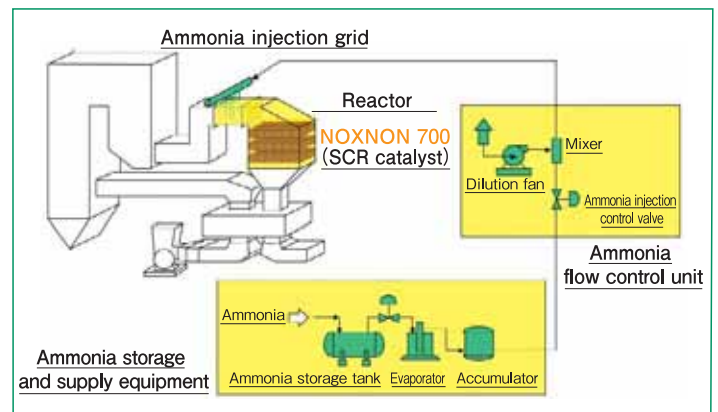 Ammonia injection grid
Reactor
NOXNON 700
(SCR catalyst)
Mixer
Dilution fan
Ammonia injection
control valve
Ammonia
flow control unit
Ammonia
Ammonia storage tank
Evaporator
Accumulator
Ammonia storage
and supply equipment